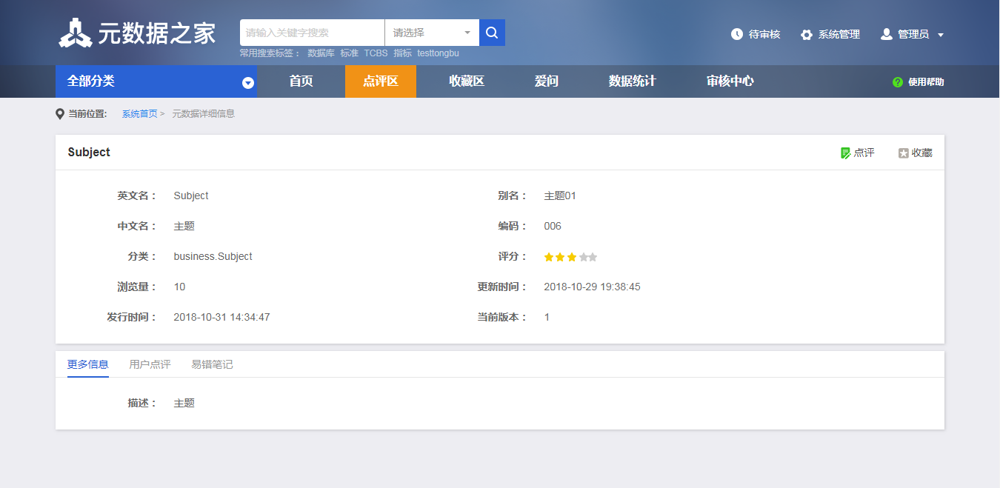 元数据之家
请输入关键字搜索 请选择
待审核 系统管理 管理员
常用搜索标签： 数据库 标准 TCBS 指标 testtongbu
全部分类 首页 点评区 收藏区 爱问 数据统计 审核中心 使用帮助
当前位置: 系统首页 > 元数据详细信息
Subject 点评 收藏
英文名： Subject 别名： 主题01
中文名： 主题 编码： 006
分类： business.Subject 评分：
浏览量： 10 更新时间： 2018-10-29 19:38:45
发行时间： 2018-10-31 14:34:47 当前版本： 1
更多信息 用户点评 易错笔记
描述： 主题